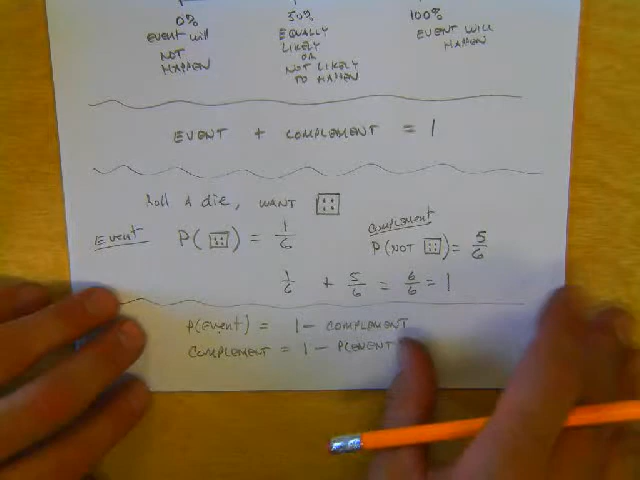 0% 50% 100%
EVENT WILL NOT HAPPEN
EQUALLY LIKELY OR NOT LIKELY TO HAPPEN
EVENT WILL HAPPEN
EVENT + COMPLEMENT = 1
Roll A die, WANT
EVENT P( ) = 1/6
COMPLEMENT
P(NOT ) = 5/6
1/6 + 5/6 = 6/6 = 1
P(EVENT) = 1 - COMPLEMENT
COMPLEMENT = 1 - P(EVENT